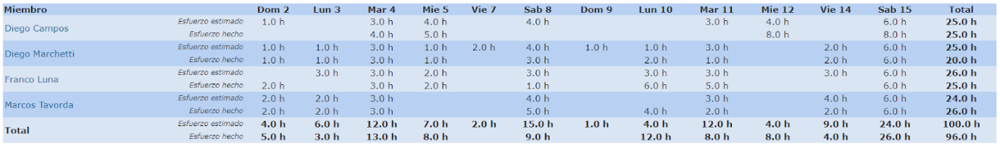 Miembro Dom 2 Lun 3 Mar 4 Mie 5 Vie 7 Sab 8 Dom 9 Lun 10 Mar 11 Mie 12 Vie 14 Sab 15 Total
Diego Campos
Esfuerzo estimado 1.0 h 3.0 h 4.0 h 4.0 h 3.0 h 4.0 h 6.0 h 25.0 h
Esfuerzo hecho 4.0 h 5.0 h 8.0 h 8.0 h 25.0 h
Diego Marchetti
Esfuerzo estimado 1.0 h 1.0 h 3.0 h 1.0 h 2.0 h 4.0 h 1.0 h 1.0 h 3.0 h 2.0 h 6.0 h 25.0 h
Esfuerzo hecho 1.0 h 1.0 h 3.0 h 1.0 h 3.0 h 2.0 h 1.0 h 2.0 h 6.0 h 20.0 h
Franco Luna
Esfuerzo estimado 3.0 h 3.0 h 2.0 h 3.0 h 3.0 h 3.0 h 3.0 h 6.0 h 26.0 h
Esfuerzo hecho 2.0 h 3.0 h 2.0 h 1.0 h 6.0 h 5.0 h 6.0 h 25.0 h
Marcos Tavorda
Esfuerzo estimado 2.0 h 2.0 h 3.0 h 4.0 h 3.0 h 4.0 h 6.0 h 24.0 h
Esfuerzo hecho 2.0 h 2.0 h 3.0 h 5.0 h 4.0 h 2.0 h 2.0 h 6.0 h 26.0 h
Total
Esfuerzo estimado 4.0 h 6.0 h 12.0 h 7.0 h 2.0 h 15.0 h 1.0 h 4.0 h 12.0 h 4.0 h 9.0 h 24.0 h 100.0 h
Esfuerzo hecho 5.0 h 3.0 h 13.0 h 8.0 h 9.0 h 12.0 h 8.0 h 8.0 h 4.0 h 26.0 h 96.0 h